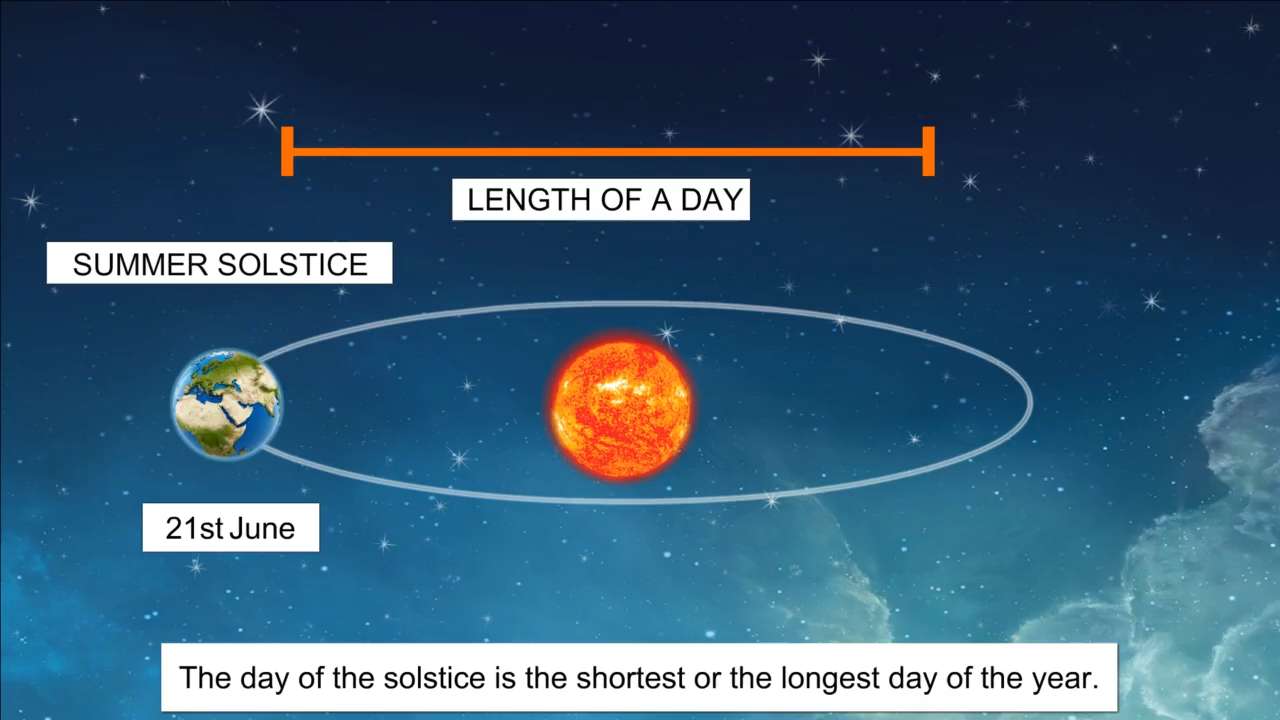 LENGTH OF A DAY
SUMMER SOLSTICE
21st June
The day of the solstice is the shortest or the longest day of the year.